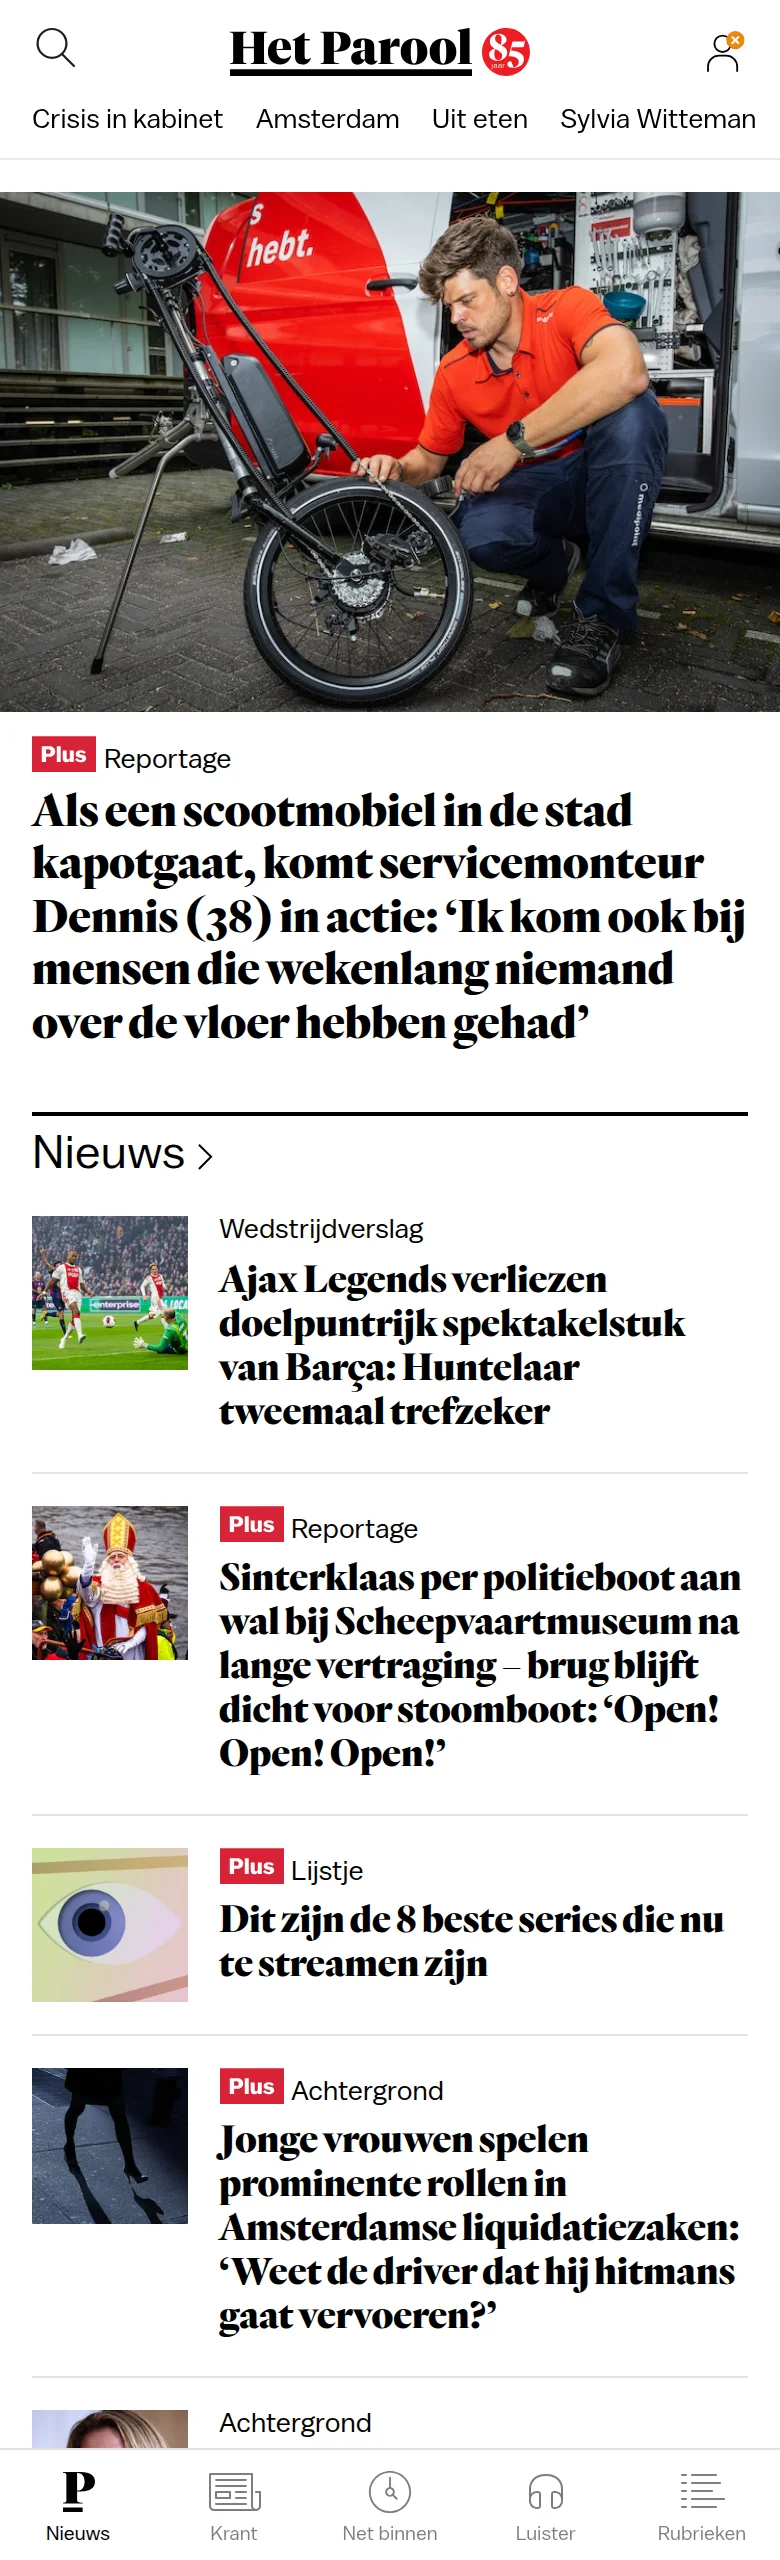 Het Parool 85
jaar
Crisis in kabinet Amsterdam Uit eten Sylvia Witteman
s
hebt.
medipoint
Plus Reportage
Als een scootmobiel in de stad
kapotgaat, komt servicemonteur
Dennis (38) in actie: ‘Ik kom ook bij
mensen die wekenlang niemand
over de vloer hebben gehad’
Nieuws
enterprise
Wedstrijdverslag
Ajax Legends verliezen
doelpuntrijk spektakelstuk
van Barça: Huntelaar
tweemaal trefzeker
Plus Reportage
Sinterklaas per politieboot aan
wal bij Scheepvaartmuseum na
lange vertraging – brug blijft
dicht voor stoomboot: ‘Open!
Open! Open!’
Plus Lijstje
Dit zijn de 8 beste series die nu
te streamen zijn
Plus Achtergrond
Jonge vrouwen spelen
prominente rollen in
Amsterdamse liquidatiezaken:
‘Weet de driver dat hij hitmans
gaat vervoeren?’
Achtergrond
P
Nieuws Krant Net binnen Luister Rubrieken